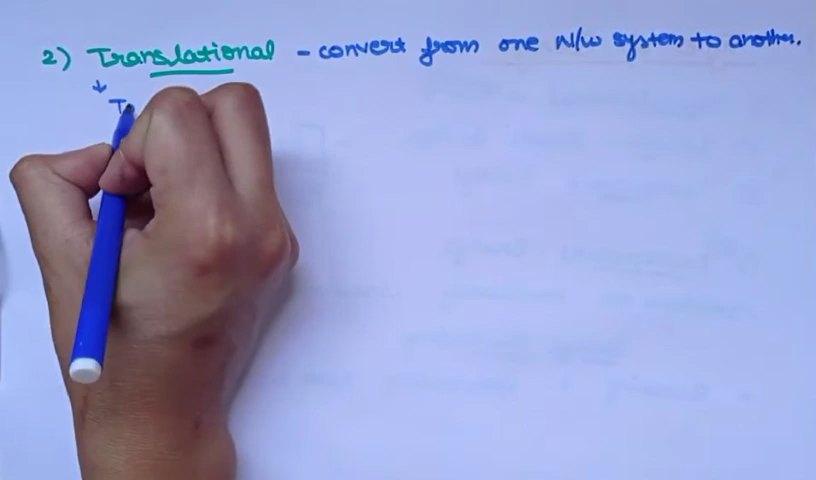 2) Translational - convert from one N/W system to another.
T